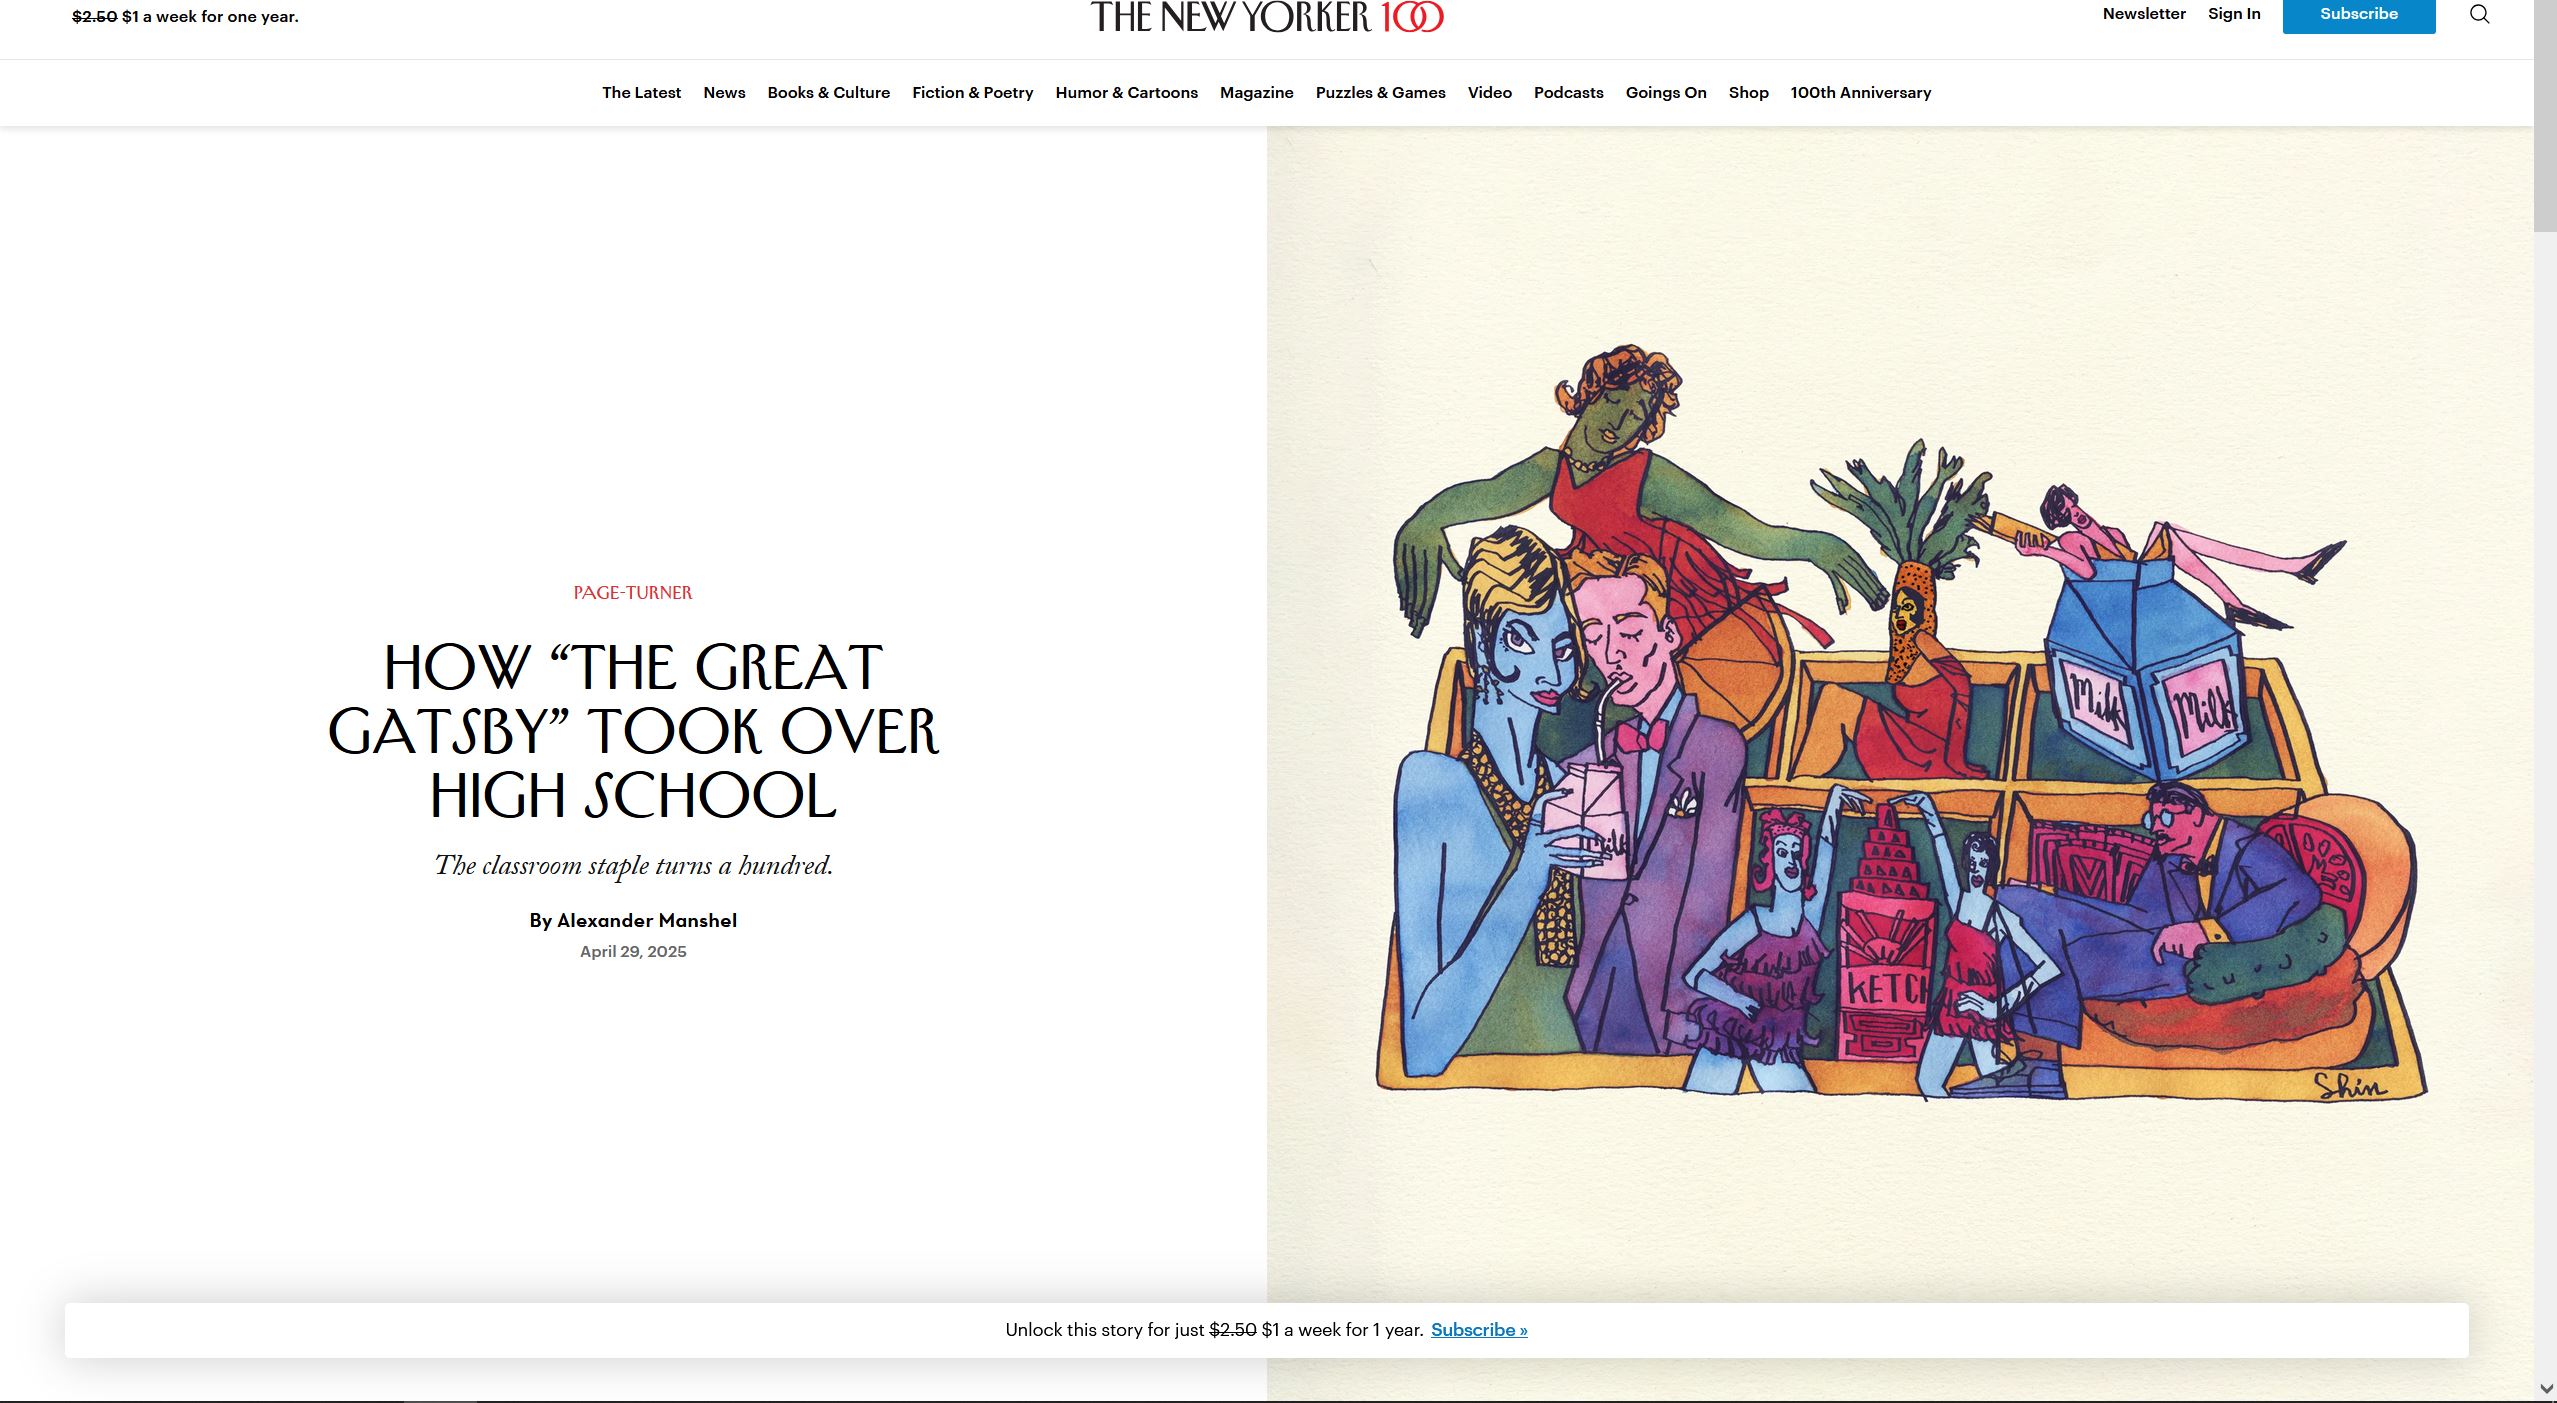 $2.50 $1 a week for one year.
THE NEW YORKER 100
Newsletter Sign In Subscribe
The Latest News Books & Culture Fiction & Poetry Humor & Cartoons Magazine Puzzles & Games Video Podcasts Goings On Shop 100th Anniversary
PAGE-TURNER
HOW “THE GREAT
GATSBY” TOOK OVER
HIGH SCHOOL
The classroom staple turns a hundred.
By Alexander Manshel
April 29, 2025
Milk Milk
Milk
KETCH
Shin
Unlock this story for just $2.50 $1 a week for 1 year. Subscribe »